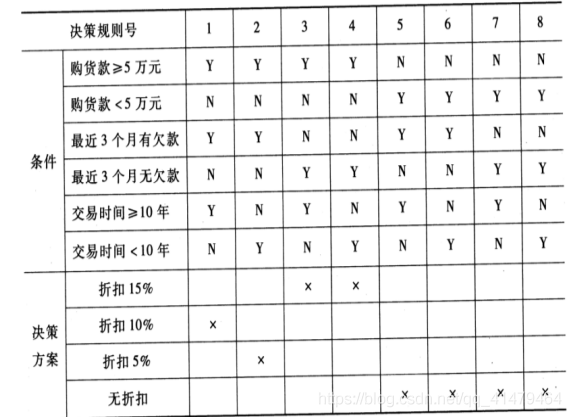 决策规则号 1 2 3 4 5 6 7 8
条件
购货款≥5万元 Y Y Y Y N N N N
购货款<5万元 N N N N Y Y Y Y
最近3个月有欠款 Y Y N N Y Y N N
最近3个月无欠款 N N Y Y N N Y Y
交易时间≥10年 Y N Y N Y N Y N
交易时间<10年 N Y N Y N Y N Y
决策方案
折扣15% × ×
折扣10% ×
折扣5% ×
无折扣 × × × ×
https://blog.csdn.net/qq_41479464